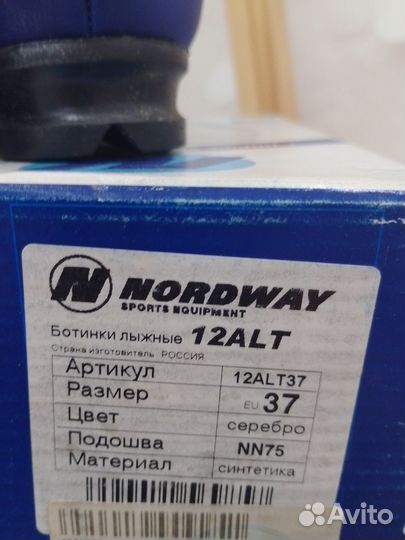 NORDWAY
SPORTS EQUIPMENT
Ботинки лыжные 12ALT
Страна изготовитель РОССИЯ
Артикул 12ALT37
Размер EU 37
Цвет серебро
Подошва NN75
Материал синтетика
Avito